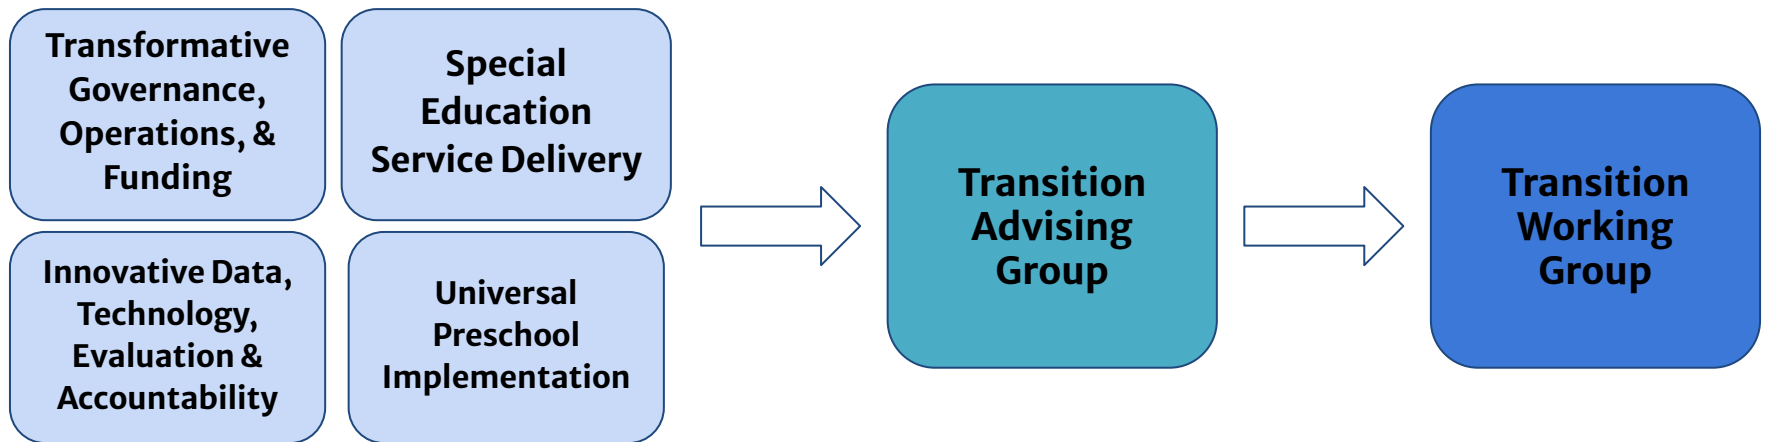 Transformative
Governance,
Operations, &
Funding
Special
Education
Service Delivery
Innovative Data,
Technology,
Evaluation &
Accountability
Universal
Preschool
Implementation
Transition
Advising
Group
Transition
Working
Group